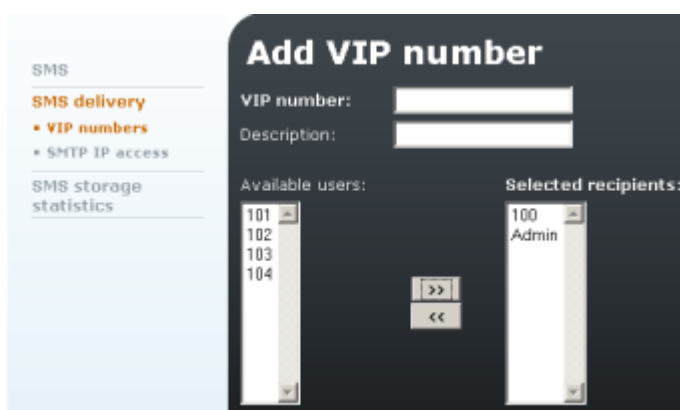 SMS
SMS delivery
• VIP numbers
• SMTP IP access
SMS storage
statistics
Add VIP number
VIP number:
Description:
Available users:
101
102
103
104
>>
<<
Selected recipients:
100
Admin